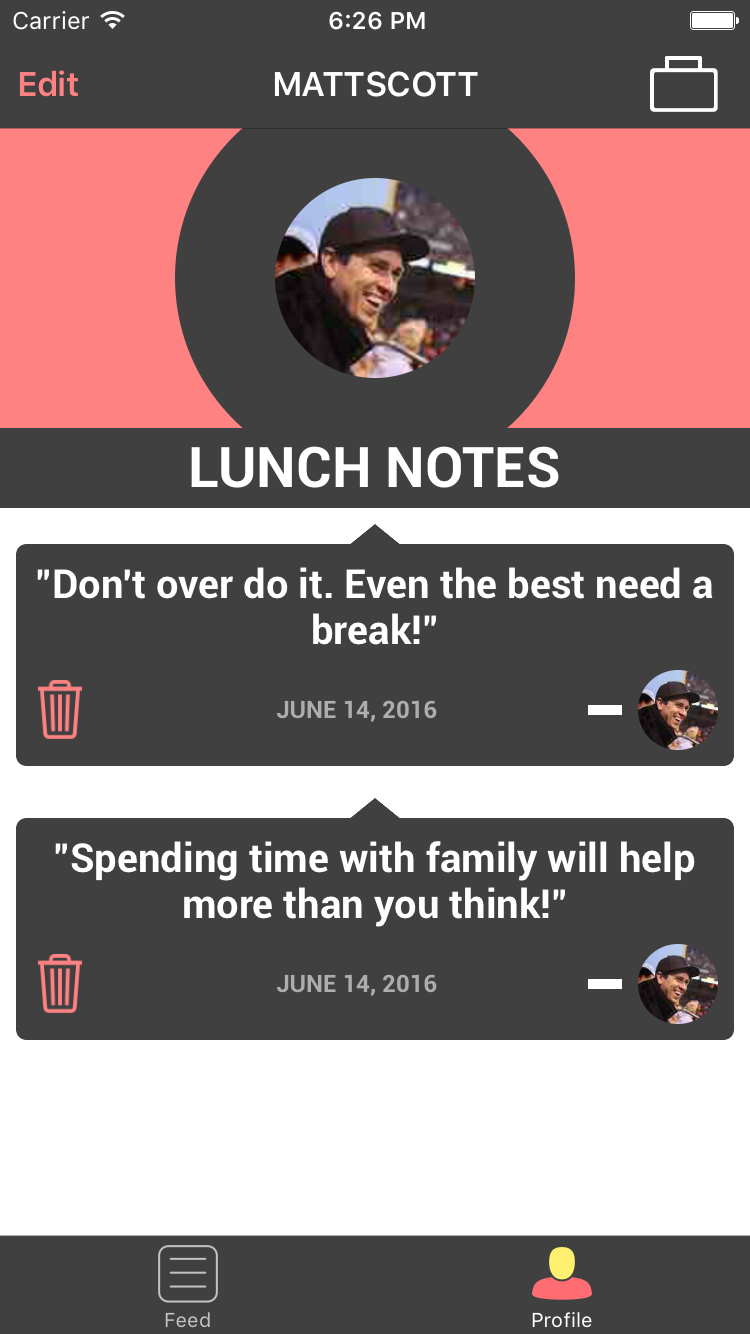 Carrier 6:26 PM
Edit MATTSCOTT
LUNCH NOTES
"Don't over do it. Even the best need a
break!"
JUNE 14, 2016
"Spending time with family will help
more than you think!"
JUNE 14, 2016
Feed Profile